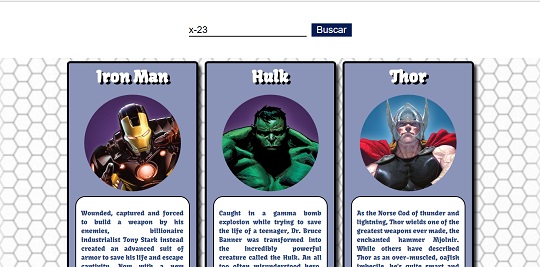 x-23 Buscar
Iron Man
Wounded, captured and forced
to build a weapon by his
enemies, billionaire
industrialist Tony Stark instead
created an advanced suit of
armor to save his life and escape
captivity. Now with a new
Hulk
Caught in a gamma bomb
explosion while trying to save
the life of a teenager, Dr. Bruce
Banner was transformed into
the incredibly powerful
creature called the Hulk. An all
too often misunderstood hero,
Thor
As the Norse God of thunder and
lightning, Thor wields one of the
greatest weapons ever made, the
enchanted hammer Mjolnir.
While others have described
Thor as an over-muscled, oafish
imbecile, he's quite smart and